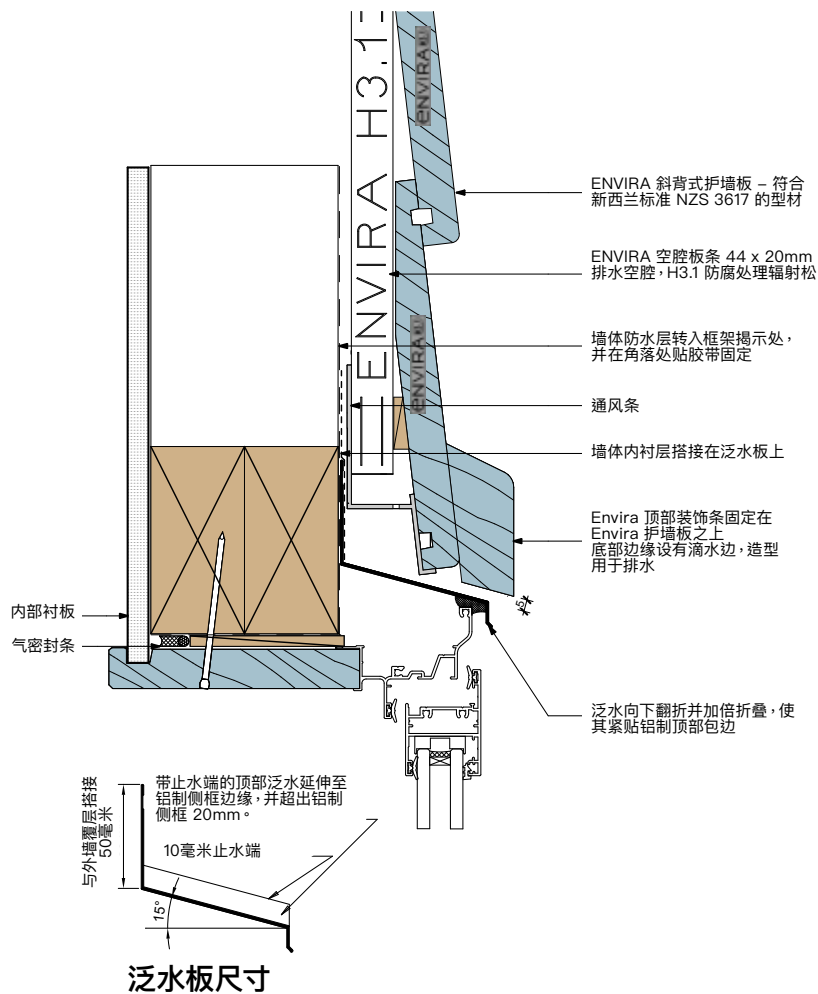 ENVIRA H3.1
ENVIRA
ENVIRA
ENVIRA 斜背式护墙板 – 符合
新西兰标准 NZS 3617 的型材
ENVIRA 空腔板条 44 x 20mm
排水空腔，H3.1 防腐处理辐射松
墙体防水层转入框架揭示处，
并在角落处贴胶带固定
通风条
墙体内衬层搭接在泛水板上
Envira 顶部装饰条固定在
Envira 护墙板之上
底部边缘设有滴水边，造型
用于排水
5
内部衬板
气密封条
泛水向下翻折并加倍折叠，使
其紧贴铝制顶部包边
带止水端的顶部泛水延伸至
铝制侧框边缘，并超出铝制
侧框 20mm。
与外墙覆层搭接
50毫米
10毫米止水端
15°
泛水板尺寸